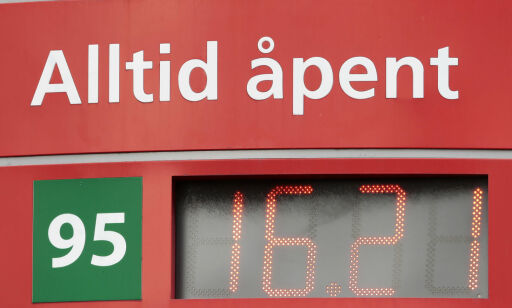 Alltid åpent
95 16.21